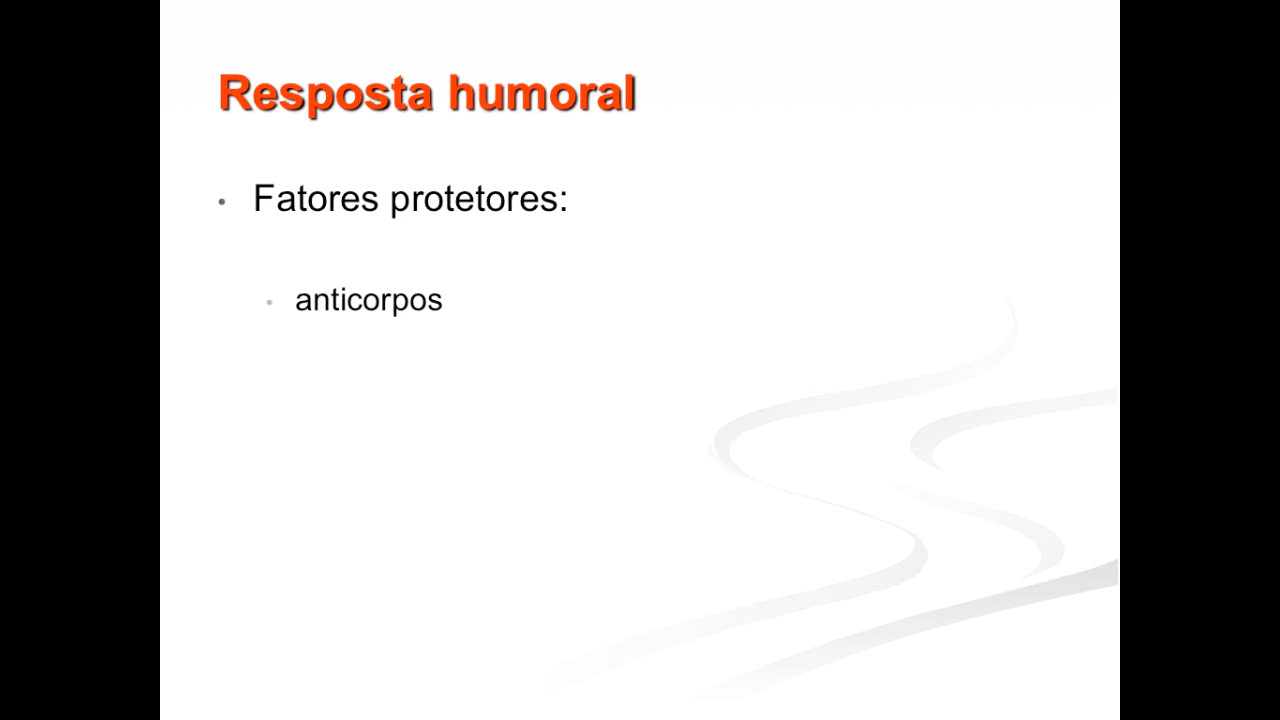 Resposta humoral
• Fatores protetores:
• anticorpos